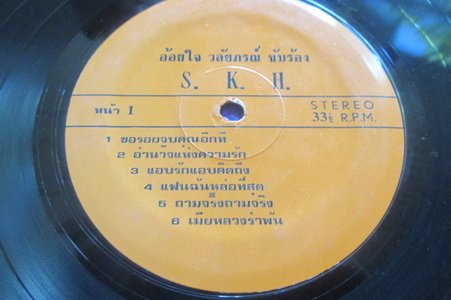 อ้อยใจ วลัยภรณ์ ขับร้อง
S. K. H.
หน้า 1
STEREO
33⅓ R.P.M.
1 ขอรอยจูบคุณอีกที
2 อำนาจแห่งความรัก
3 แอบรักแอบคิดถึง
4 แฟนฉันหล่อที่สุด
5 ถามจริงถามจริง
6 เมียหลวงรำพัน